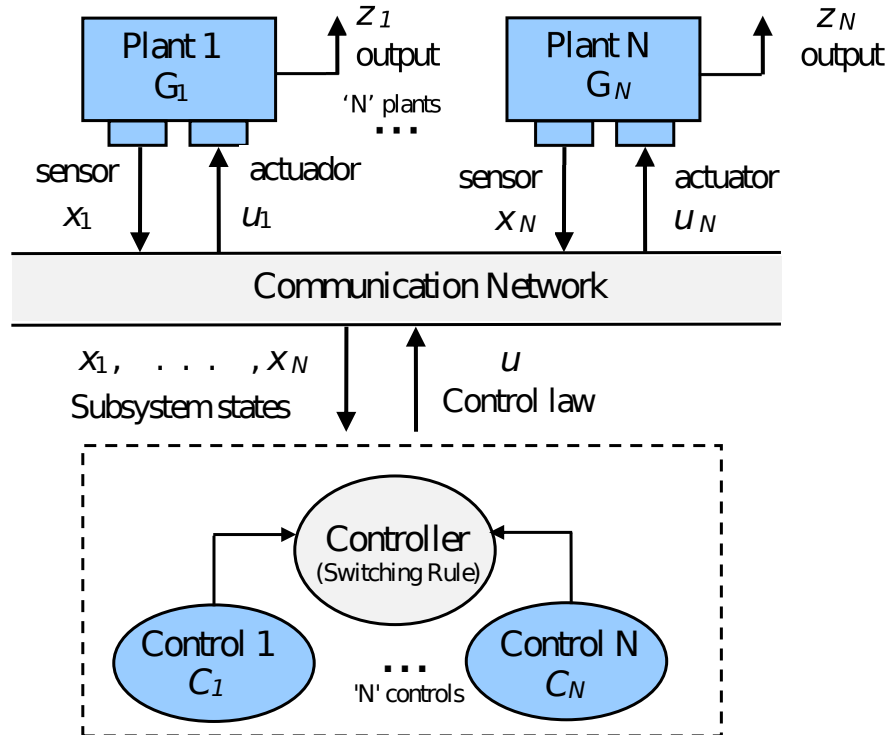 Plant 1
G1
z1
output
'N' plants
...
Plant N
GN
zN
output
sensor
x1
actuador
u1
sensor
xN
actuator
uN
Communication Network
x1, . . . , xN
Subsystem states
u
Control law
Controller
(Switching Rule)
Control 1
C1
...
'N' controls
Control N
CN